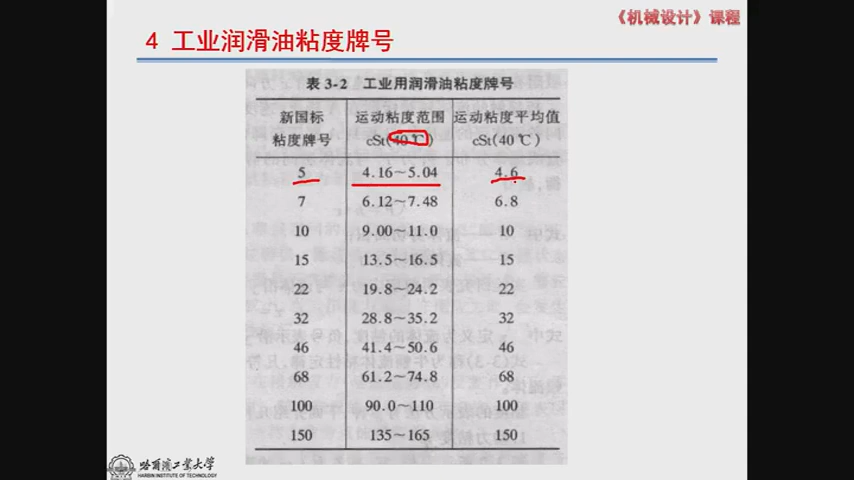 《机械设计》课程
4 工业润滑油粘度牌号
表 3-2 工业用润滑油粘度牌号
新国标 运动粘度范围 运动粘度平均值
粘度牌号 cSt(40℃) cSt(40℃)
5 4.16～5.04 4.6
7 6.12～7.48 6.8
10 9.00～11.0 10
15 13.5～16.5 15
22 19.8～24.2 22
32 28.8～35.2 32
46 41.4～50.6 46
68 61.2～74.8 68
100 90.0～110 100
150 135～165 150
哈尔滨工业大学
HARBIN INSTITUTE OF TECHNOLOGY